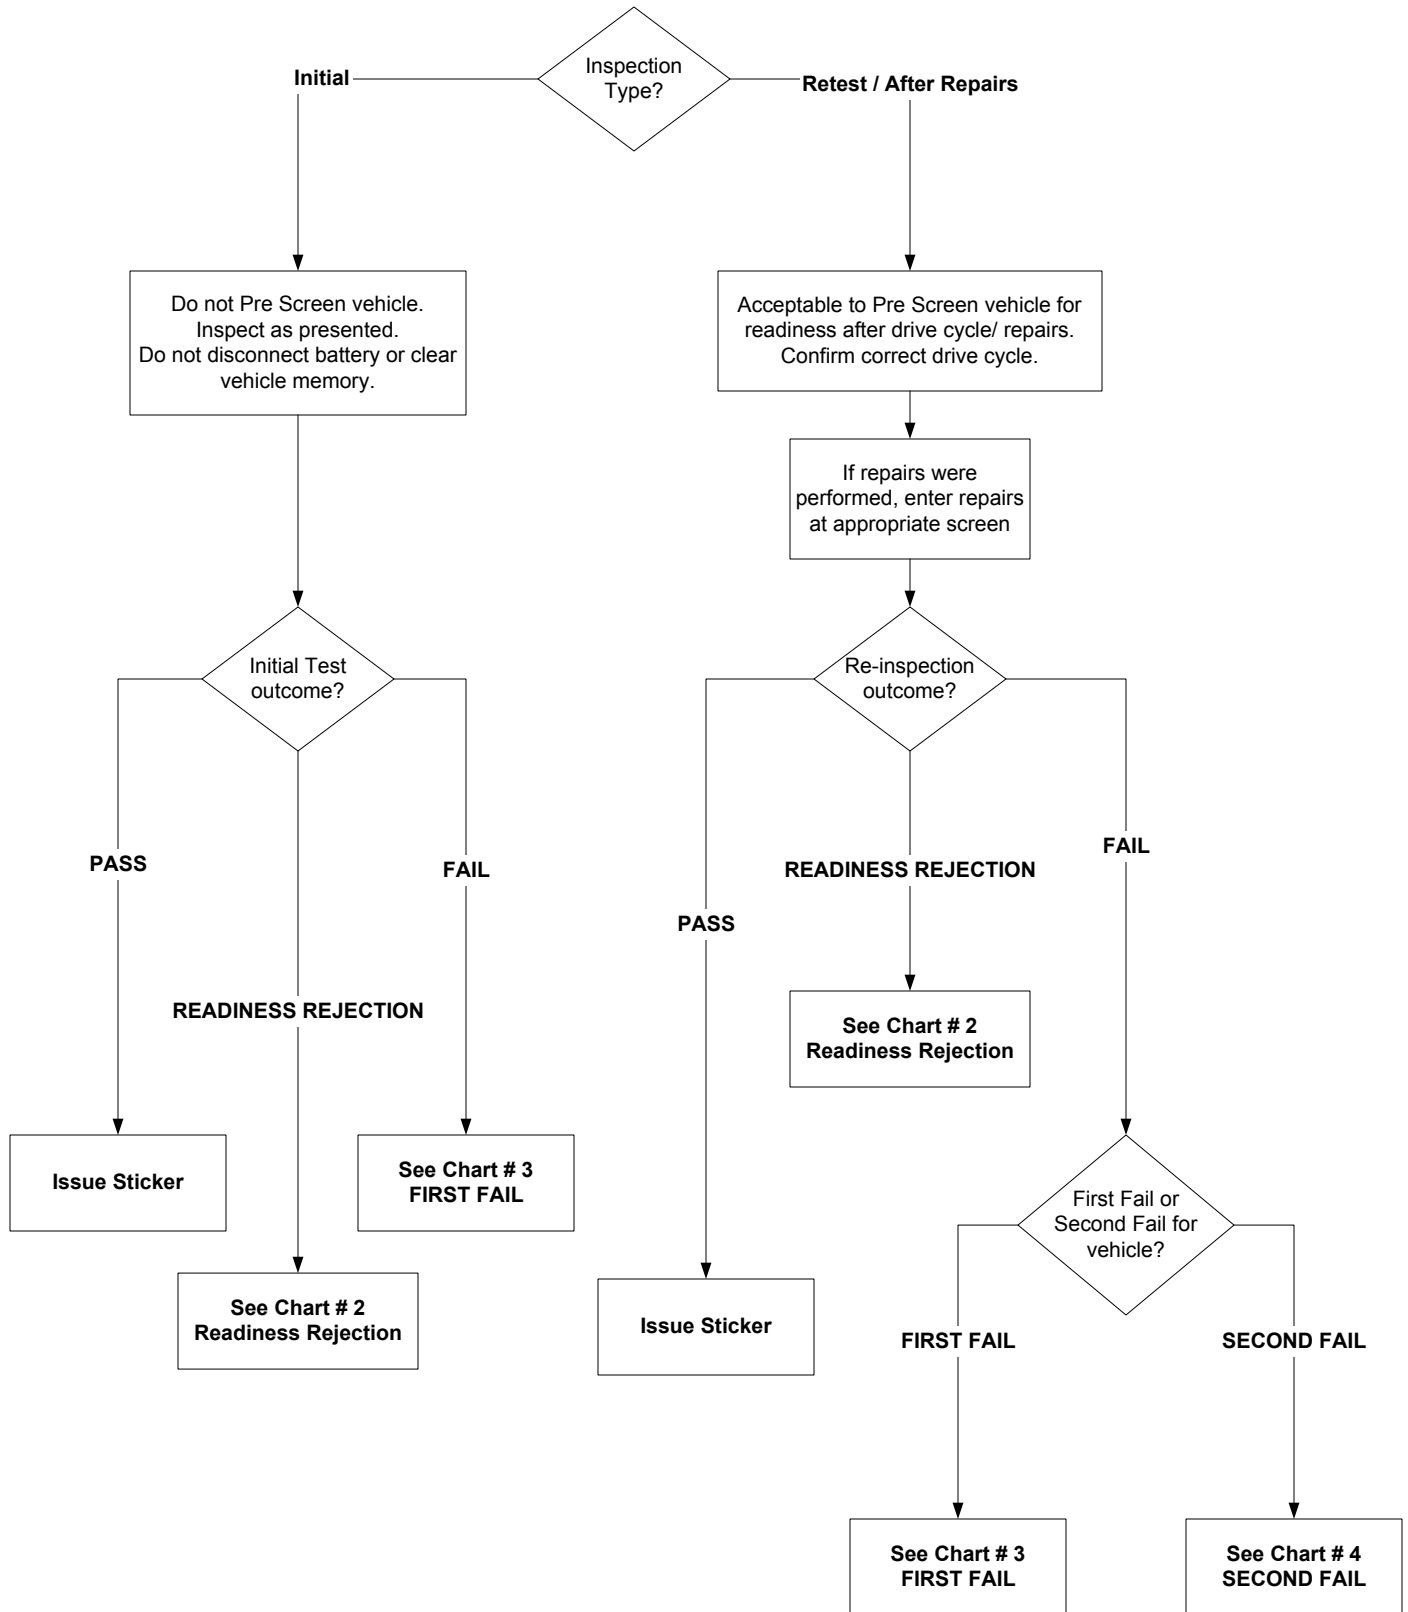 Inspection
Type?
Initial
Retest / After Repairs
Do not Pre Screen vehicle.
Inspect as presented.
Do not disconnect battery or clear
vehicle memory.
Acceptable to Pre Screen vehicle for
readiness after drive cycle/ repairs.
Confirm correct drive cycle.
If repairs were
performed, enter repairs
at appropriate screen
Initial Test
outcome?
Re-inspection
outcome?
PASS
FAIL
READINESS REJECTION
READINESS REJECTION
FAIL
PASS
See Chart # 2
Readiness Rejection
Issue Sticker
See Chart # 3
FIRST FAIL
See Chart # 2
Readiness Rejection
Issue Sticker
First Fail or
Second Fail for
vehicle?
FIRST FAIL
SECOND FAIL
See Chart # 3
FIRST FAIL
See Chart # 4
SECOND FAIL